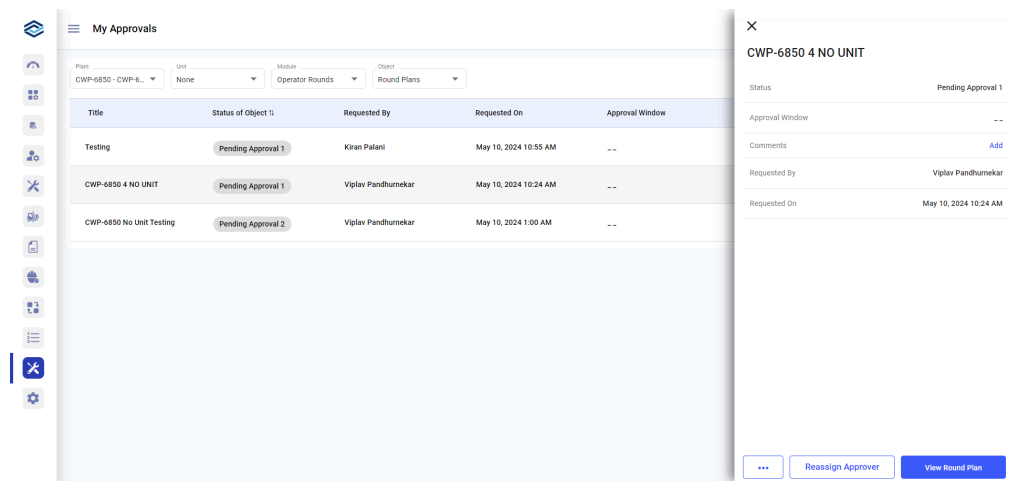 My Approvals
Plant
CWP-6850 - CWP-6...
Unit
None
Module
Operator Rounds
Object
Round Plans
Title Status of Object Requested By Requested On Approval Window
Testing Pending Approval 1 Kiran Palani May 10, 2024 10:55 AM --
CWP-6850 4 NO UNIT Pending Approval 1 Viplav Pandhurnekar May 10, 2024 10:24 AM --
CWP-6850 No Unit Testing Pending Approval 2 Viplav Pandhurnekar May 10, 2024 1:00 AM --
CWP-6850 4 NO UNIT
Status Pending Approval 1
Approval Window --
Comments Add
Requested By Viplav Pandhurnekar
Requested On May 10, 2024 10:24 AM
... Reassign Approver View Round Plan